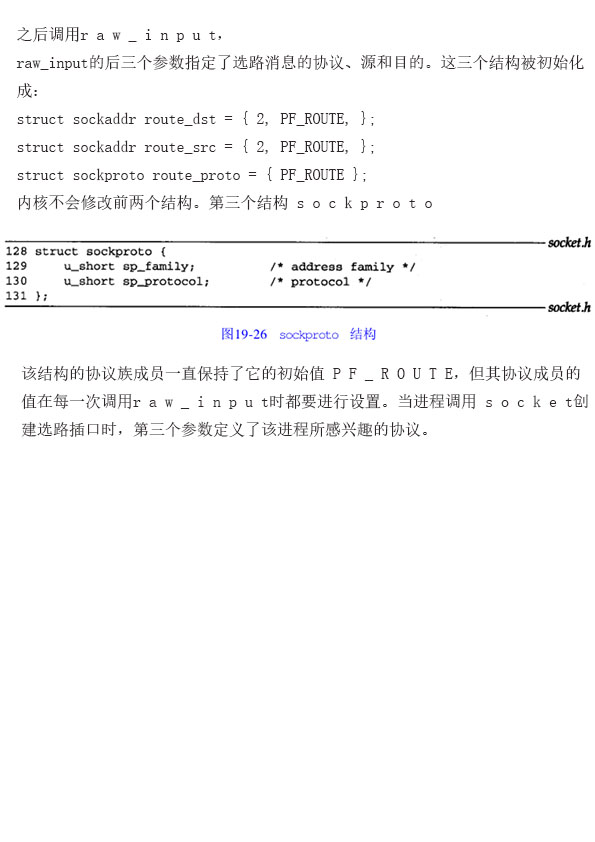 之后调用r a w _ i n p u t，
raw_input的后三个参数指定了选路消息的协议、源和目的。这三个结构被初始化
成：
struct sockaddr route_dst = { 2, PF_ROUTE, };
struct sockaddr route_src = { 2, PF_ROUTE, };
struct sockproto route_proto = { PF_ROUTE };
内核不会修改前两个结构。第三个结构 s o c k p r o t o
socket.h
128 struct sockproto {
129     u_short sp_family;          /* address family */
130     u_short sp_protocol;        /* protocol */
131 };
socket.h
图19-26 sockproto 结构
该结构的协议族成员一直保持了它的初始值 P F _ R O U T E，但其协议成员的
值在每一次调用r a w _ i n p u t时都要进行设置。当进程调用 s o c k e t创
建选路插口时，第三个参数定义了该进程所感兴趣的协议。